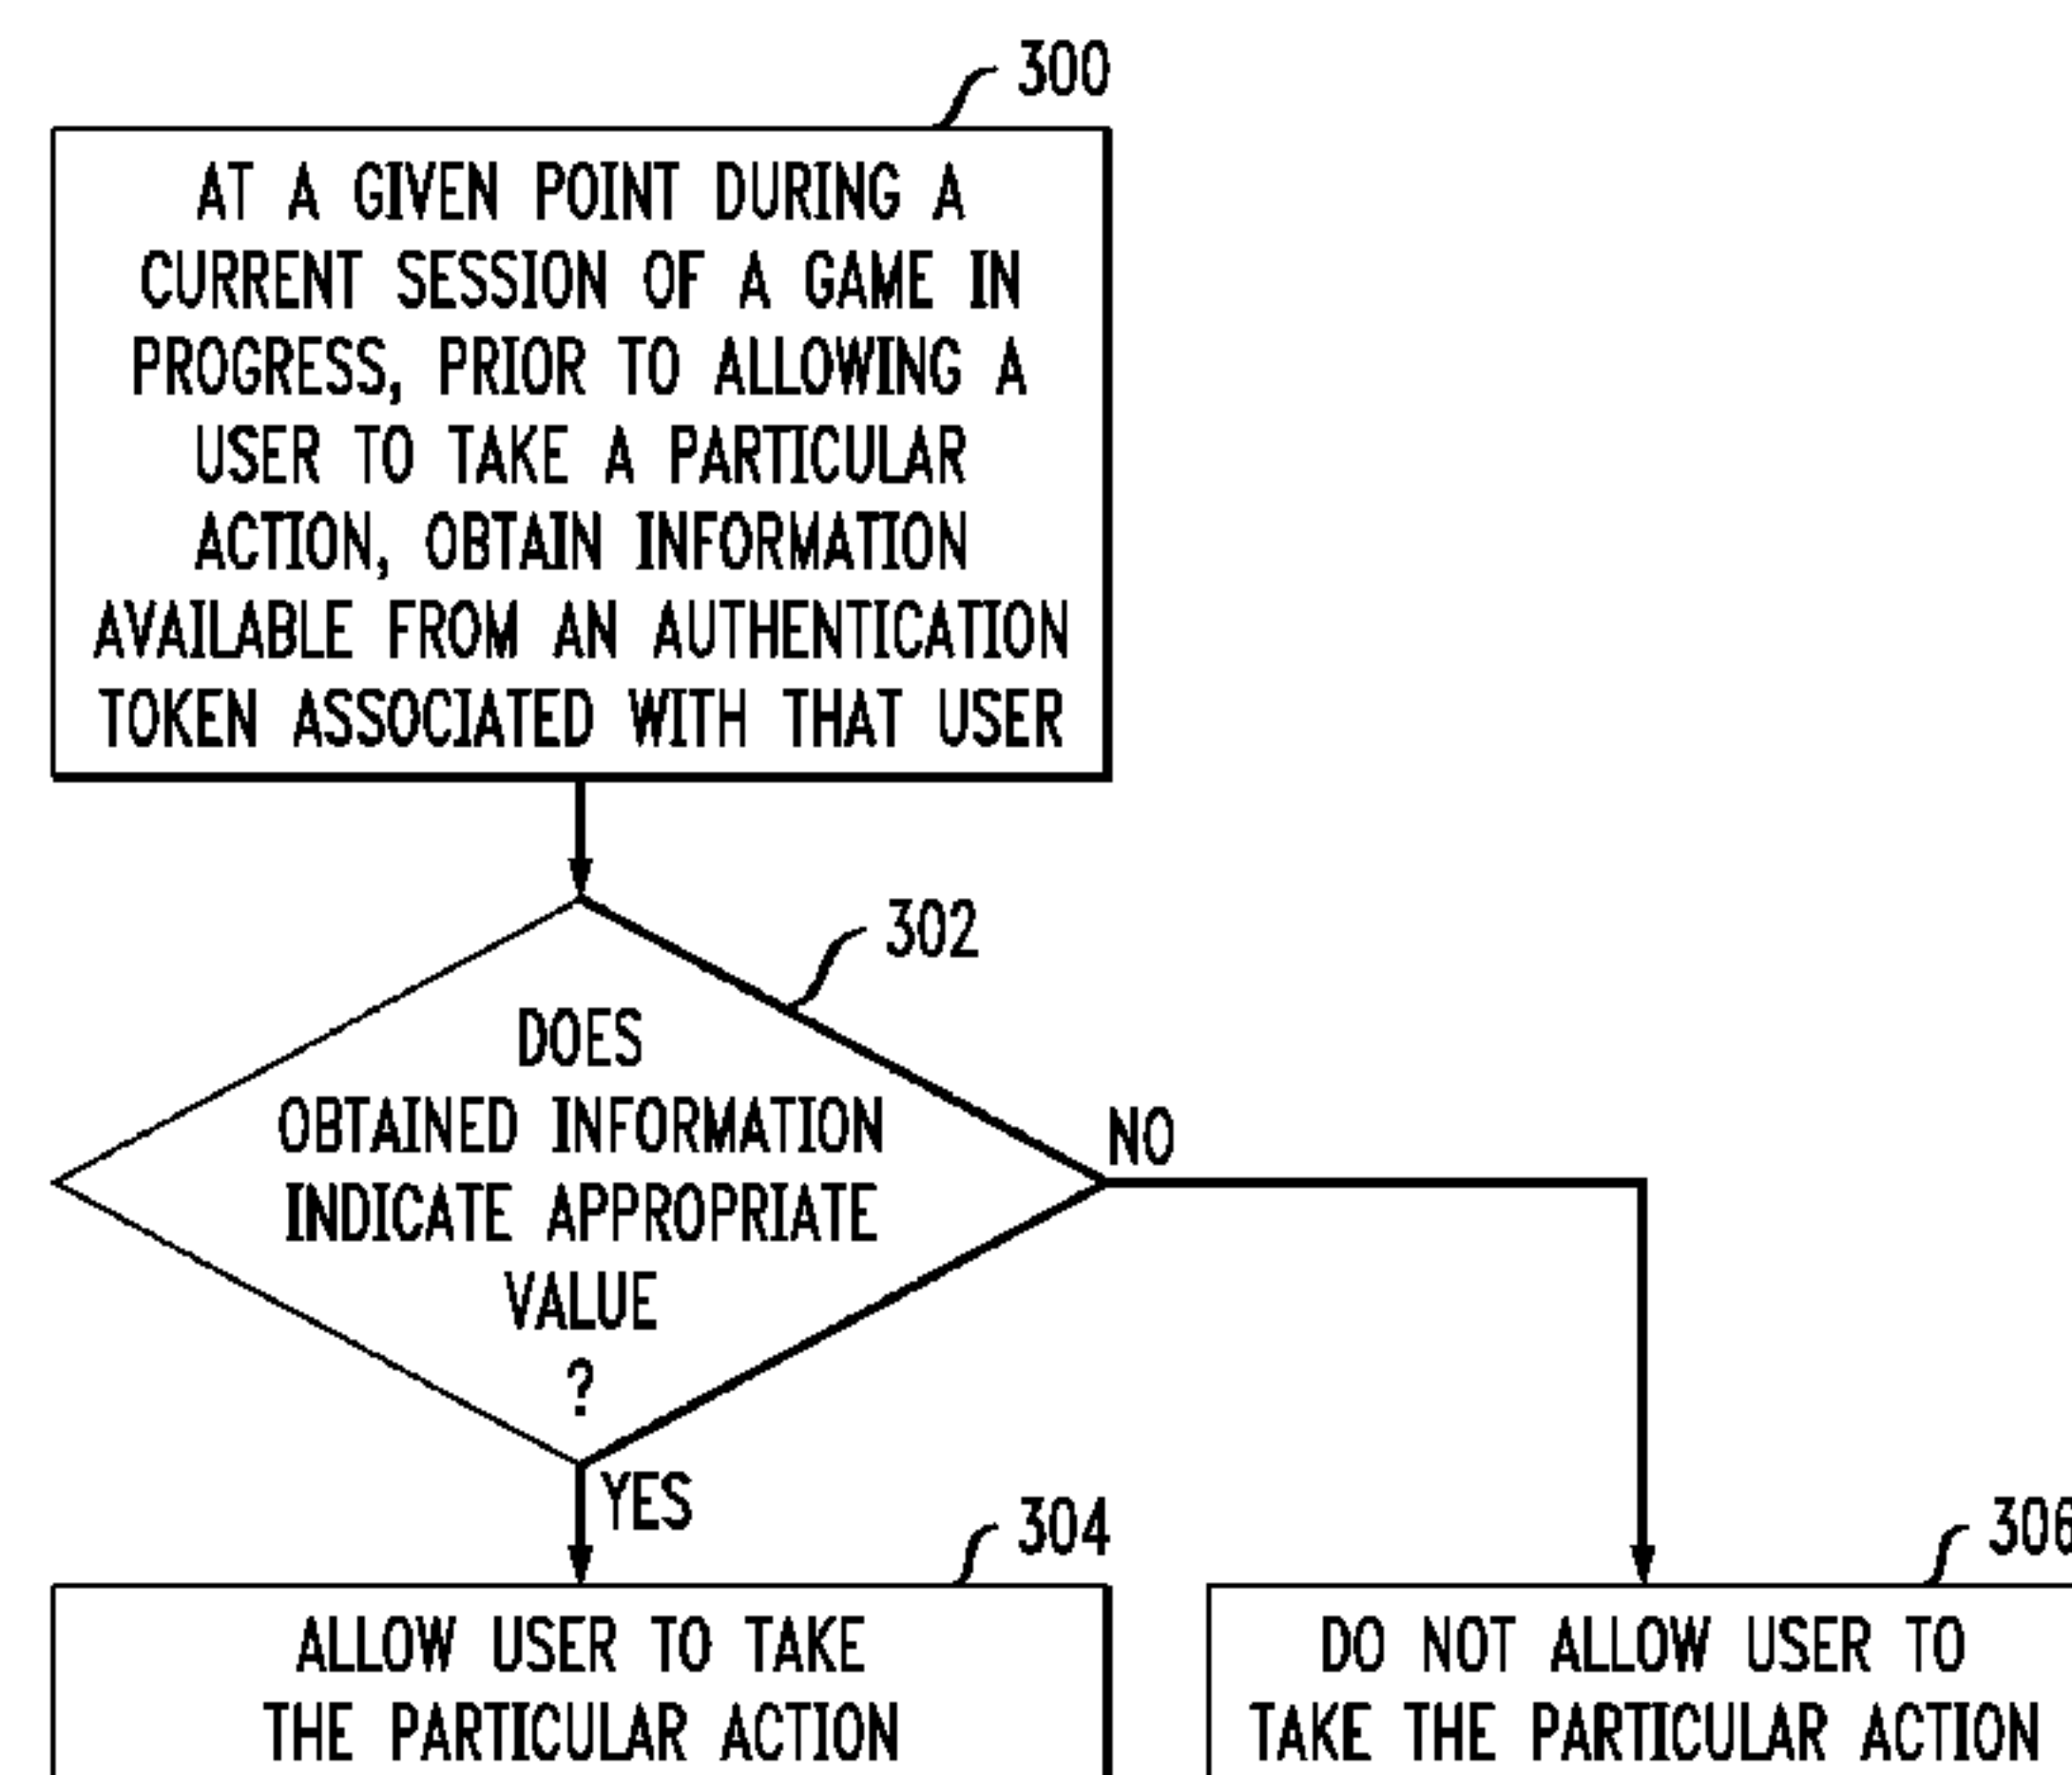 300
AT A GIVEN POINT DURING A
CURRENT SESSION OF A GAME IN
PROGRESS, PRIOR TO ALLOWING A
USER TO TAKE A PARTICULAR
ACTION, OBTAIN INFORMATION
AVAILABLE FROM AN AUTHENTICATION
TOKEN ASSOCIATED WITH THAT USER
302
DOES
OBTAINED INFORMATION
INDICATE APPROPRIATE
VALUE
?
NO
YES
304
ALLOW USER TO TAKE
THE PARTICULAR ACTION
306
DO NOT ALLOW USER TO
TAKE THE PARTICULAR ACTION